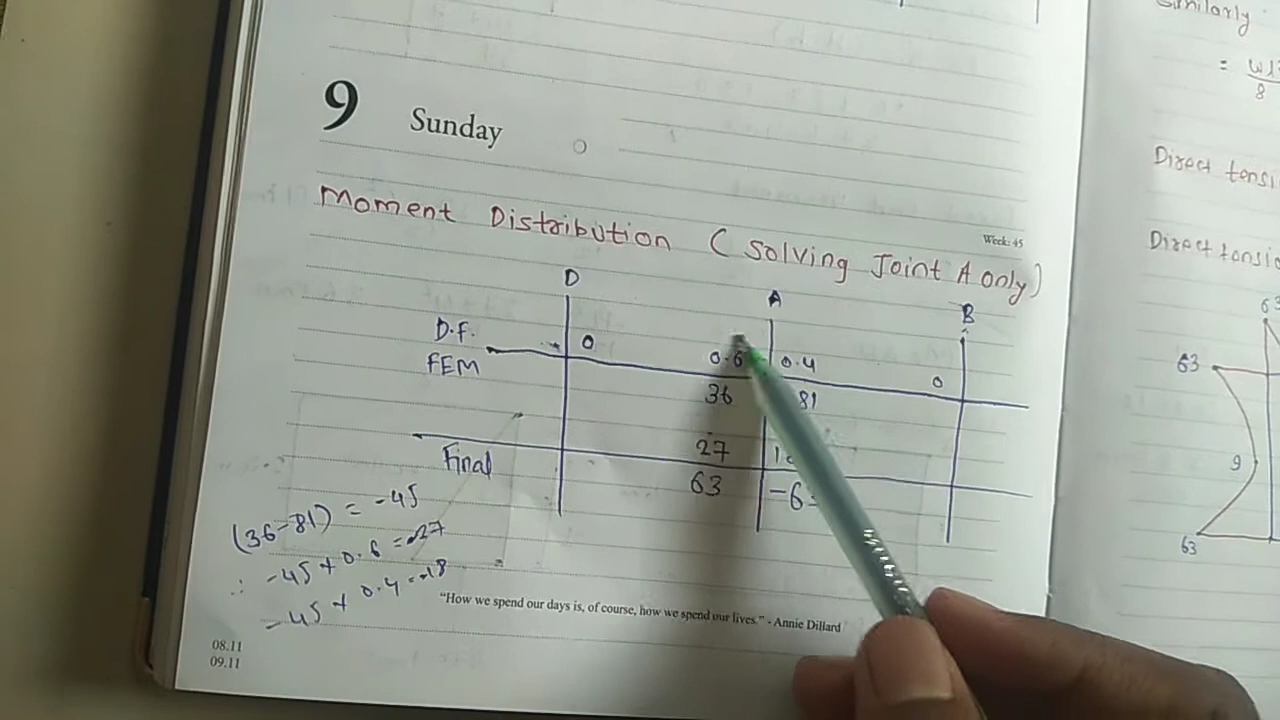 Similarly
= wl²
8
9 Sunday
Week: 45
Moment Distribution ( Solving Joint A only)
D A B
D.F. 0 0.6 0.4 0
FEM 36 81
27
Final 63
(36-81) = -45
∴ -45 + 0.6 = -27
-45 + 0.4 = -18
"How we spend our days is, of course, how we spend our lives." - Annie Dillard
08.11
09.11
Direct
Direct
63
63
9
63